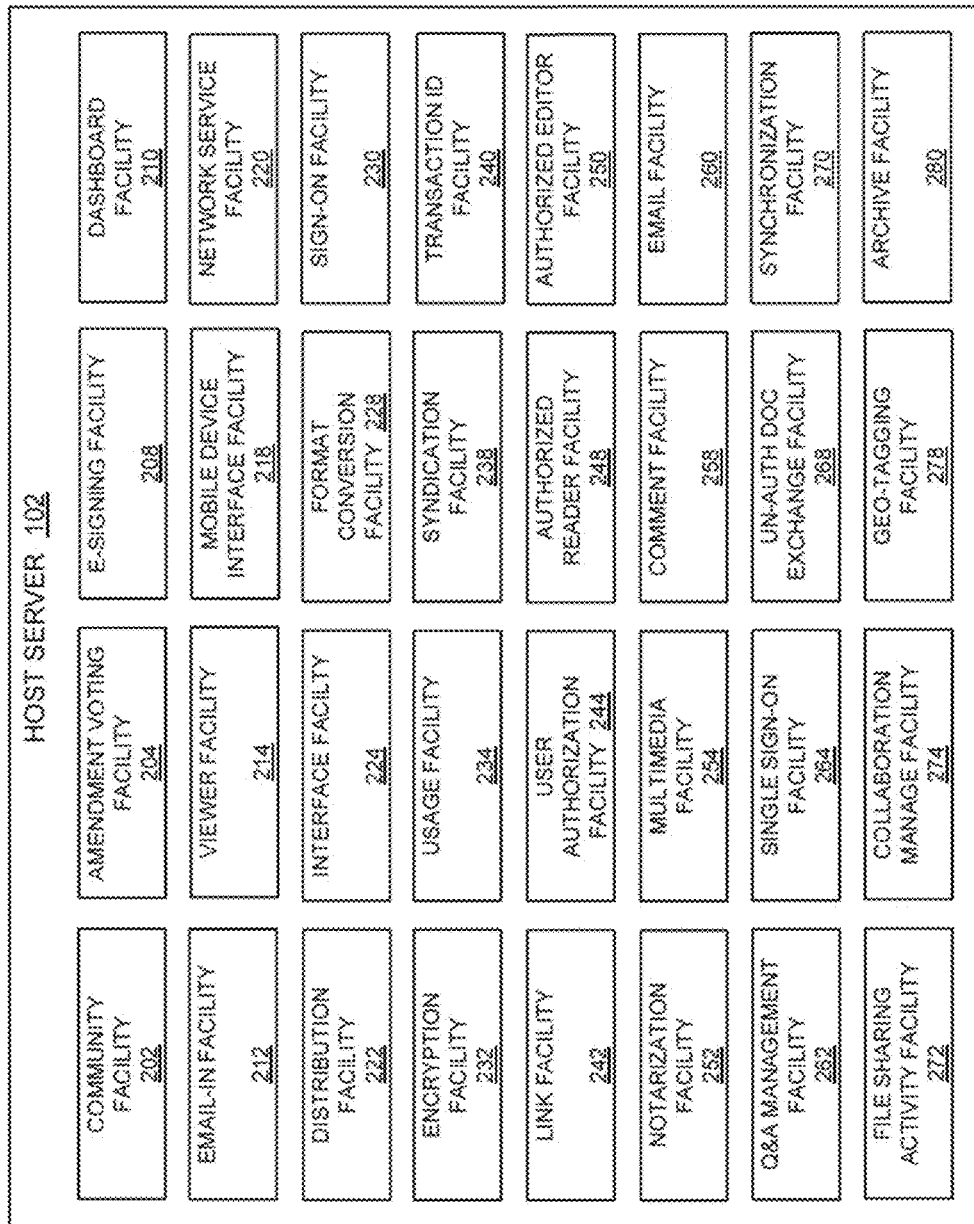 HOST SERVER 102
COMMUNITY
FACILITY
202
AMENDMENT VOTING
FACILITY
204
E-SIGNING FACILITY
208
DASHBOARD
FACILITY
210
EMAIL-IN FACILITY
212
VIEWER FACILITY
214
MOBILE DEVICE
INTERFACE FACILITY
218
NETWORK SERVICE
FACILITY
220
DISTRIBUTION
FACILITY
222
INTERFACE FACILTY
224
FORMAT
CONVERSION
FACILITY 228
SIGN-ON FACILITY
230
ENCRYPTION
FACILITY
232
USAGE FACILITY
234
SYNDICATION
FACILITY
238
TRANSACTION ID
FACILITY
240
LINK FACILITY
242
USER
AUTHORIZATION
FACILITY 244
AUTHORIZED
READER FACILITY
248
AUTHORIZED EDITOR
FACILITY
250
NOTARIZATION
FACILITY
252
MULTIMEDIA
FACILITY
254
COMMENT FACILITY
258
EMAIL FACILITY
260
Q&A MANAGEMENT
FACILITY
262
SINGLE SIGN-ON
FACILITY
264
UN-AUTH DOC
EXCHANGE FACILITY
268
SYNCHRONIZATION
FACILITY
270
FILE SHARING
ACTIVITY FACILITY
272
COLLABORATION
MANAGE FACILITY
274
GEO-TAGGING
FACILITY
278
ARCHIVE FACILITY
280